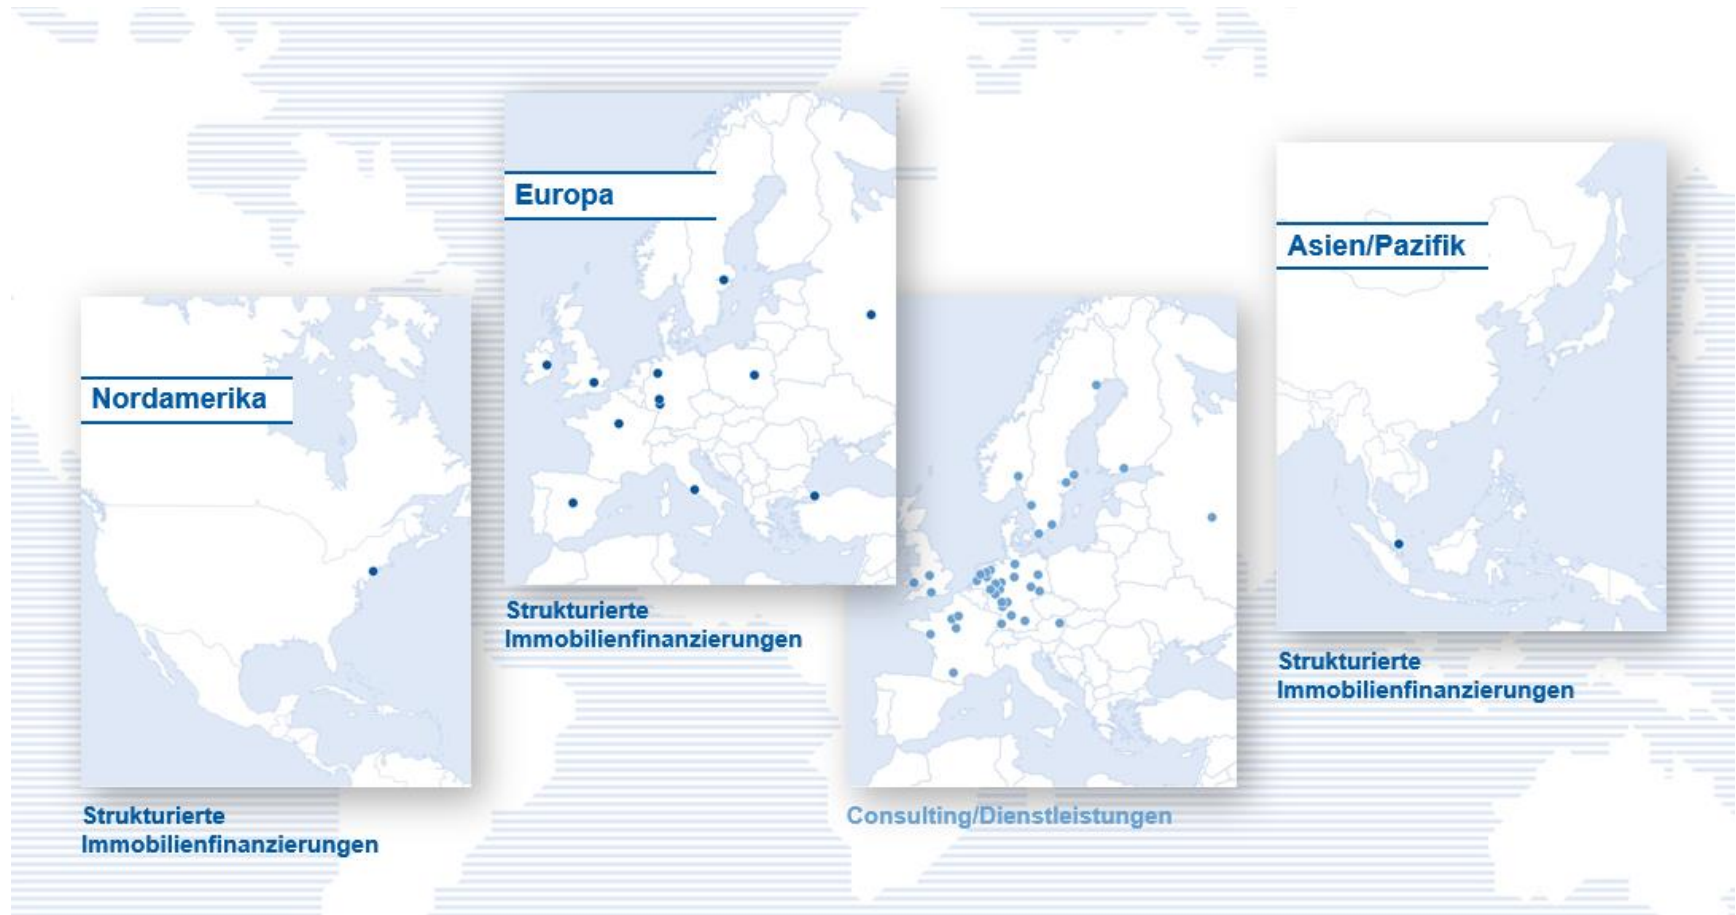 Europa
Asien/Pazifik
Nordamerika
Strukturierte
Immobilienfinanzierungen
Strukturierte
Immobilienfinanzierungen
Strukturierte
Immobilienfinanzierungen
Consulting/Dienstleistungen